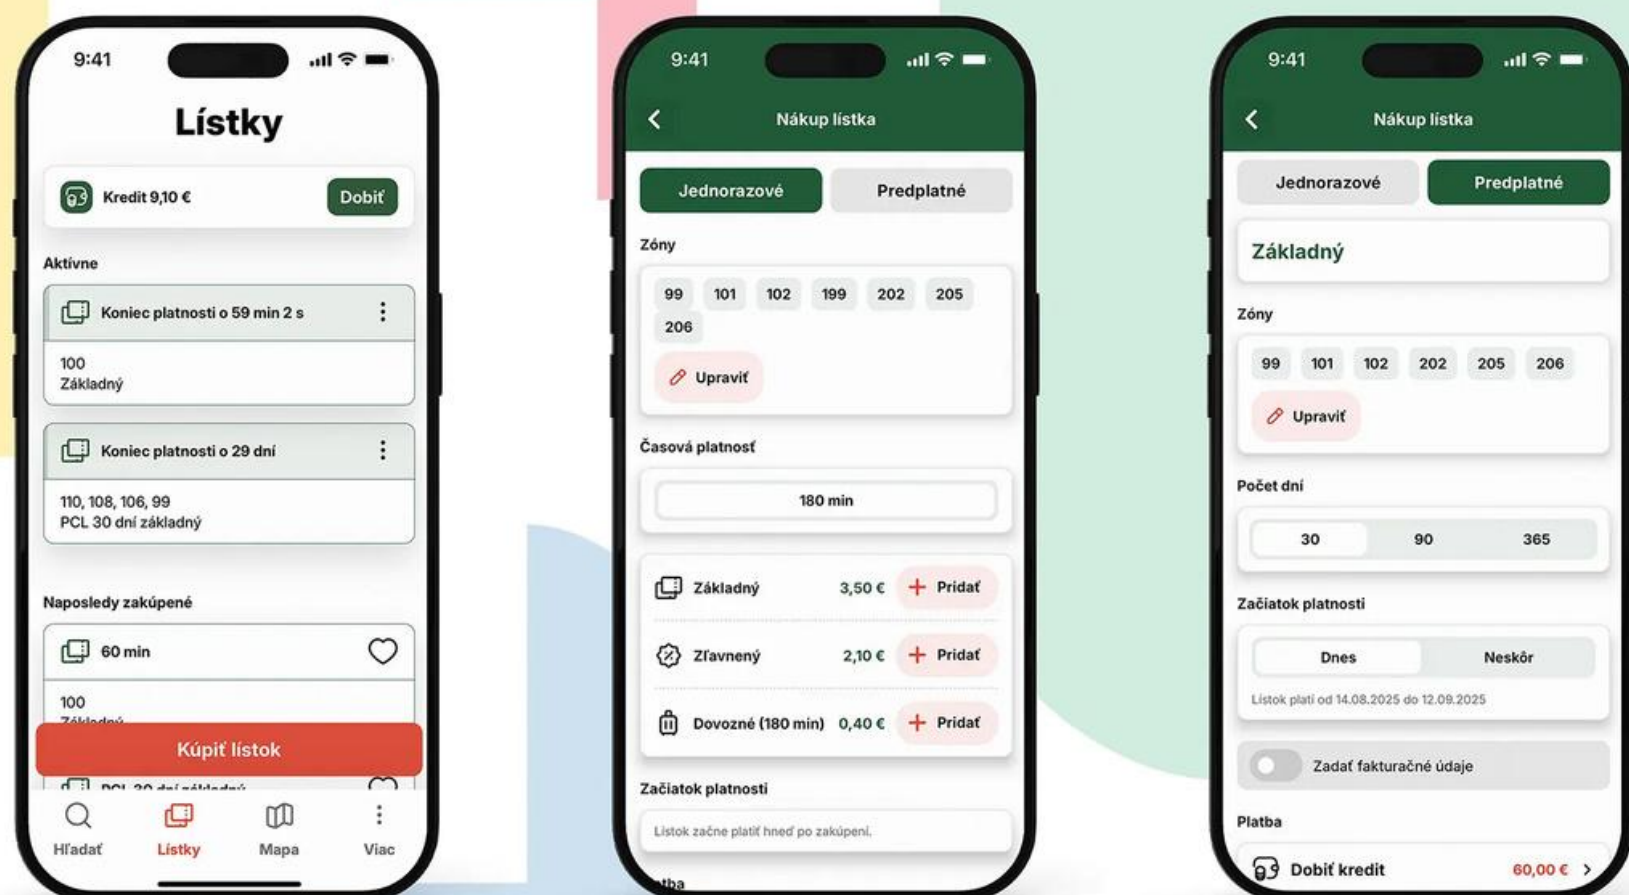 9:41
Lístky
Kredit 9,10 €
Dobiť
Aktívne
Koniec platnosti o 59 min 2 s
100
Základný
Koniec platnosti o 29 dní
110, 108, 106, 99
PCL 30 dní základný
Naposledy zakúpené
60 min
100
Základný
Kúpiť lístok
PCL 30 dní základný
Hľadať
Lístky
Mapa
Viac
9:41
Nákup lístka
Jednorazové
Predplatné
Zóny
99 101 102 199 202 205
206
Upraviť
Časová platnosť
180 min
Základný 3,50 € + Pridať
Zľavnený 2,10 € + Pridať
Dovozné (180 min) 0,40 € + Pridať
Začiatok platnosti
Lístok začne platiť hneď po zakúpení.
9:41
Nákup lístka
Jednorazové
Predplatné
Základný
Zóny
99 101 102 202 205 206
Upraviť
Počet dní
30 90 365
Začiatok platnosti
Dnes Neskôr
Lístok platí od 14.08.2025 do 12.09.2025
Zadať fakturačné údaje
Platba
Dobiť kredit 60,00 €